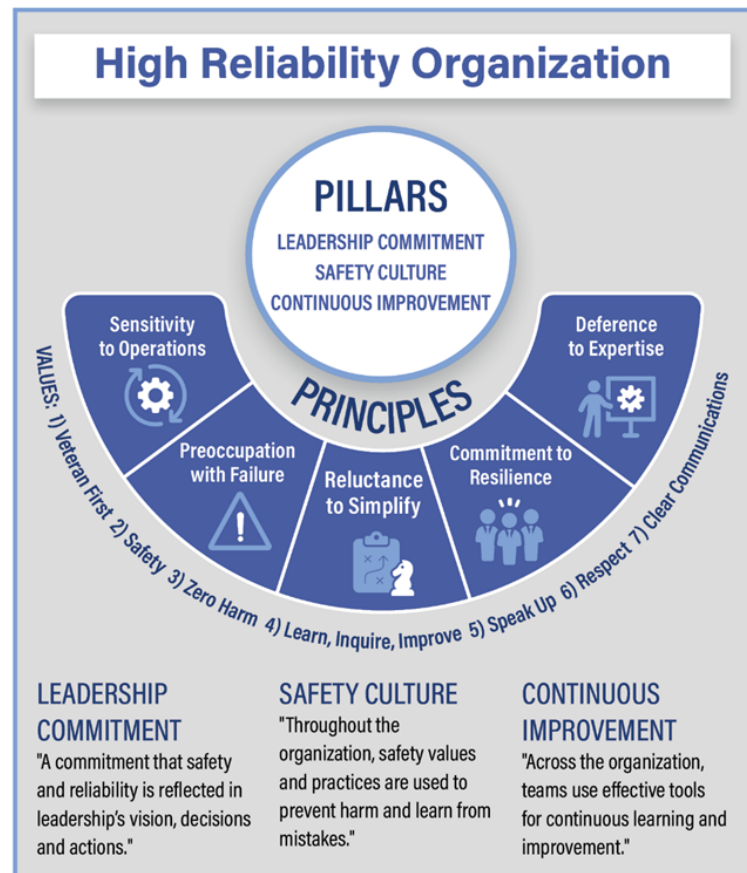 High Reliability Organization
PILLARS
LEADERSHIP COMMITMENT
SAFETY CULTURE
CONTINUOUS IMPROVEMENT
PRINCIPLES
Sensitivity
to Operations
Preoccupation
with Failure
Reluctance
to Simplify
Commitment to
Resilience
Deference
to Expertise
VALUES: 1) Veteran First 2) Safety 3) Zero Harm 4) Learn, Inquire, Improve 5) Speak Up 6) Respect 7) Clear Communications
LEADERSHIP
COMMITMENT
"A commitment that safety
and reliability is reflected in
leadership's vision, decisions
and actions."
SAFETY CULTURE
"Throughout the
organization, safety values
and practices are used to
prevent harm and learn from
mistakes."
CONTINUOUS
IMPROVEMENT
"Across the organization,
teams use effective tools
for continuous learning and
improvement."